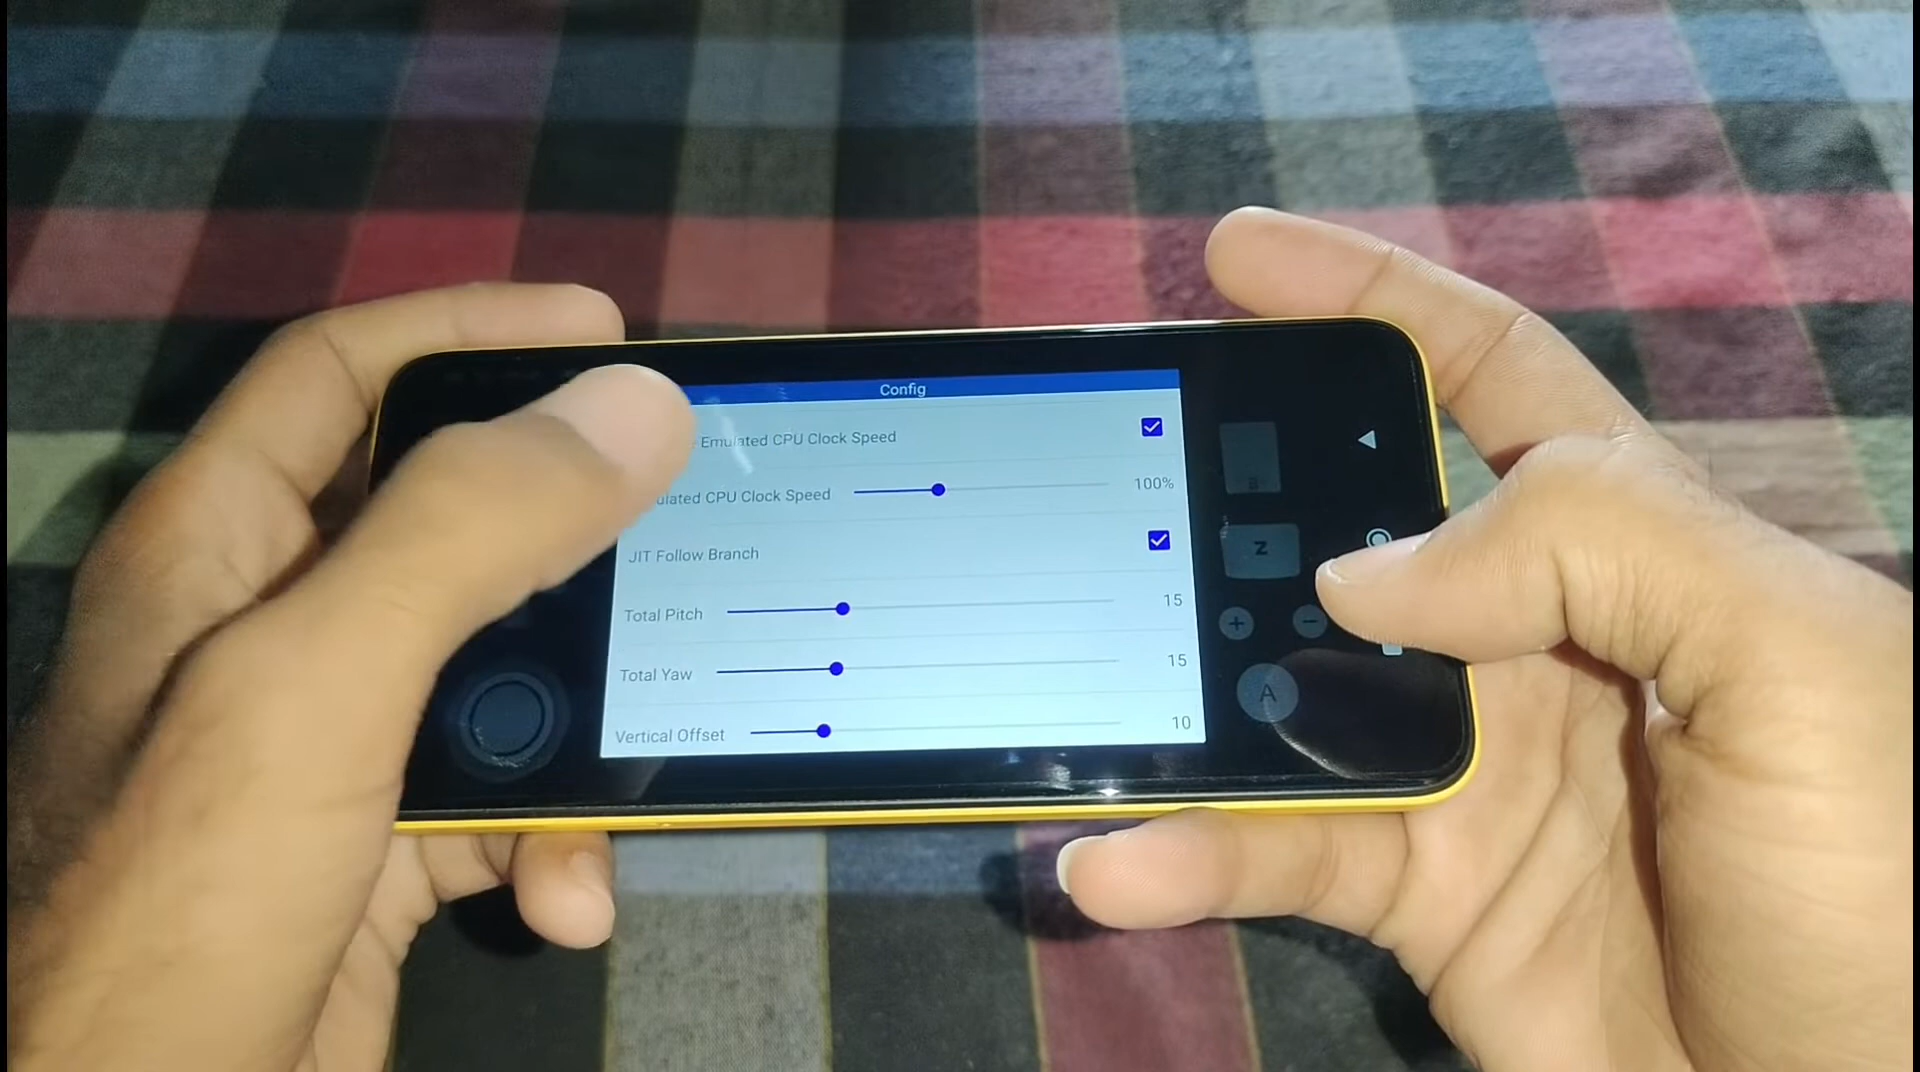 Config
Emulated CPU Clock Speed
ulated CPU Clock Speed 100%
JIT Follow Branch
Total Pitch 15
Total Yaw 15
Vertical Offset 10
Z
+ −
A